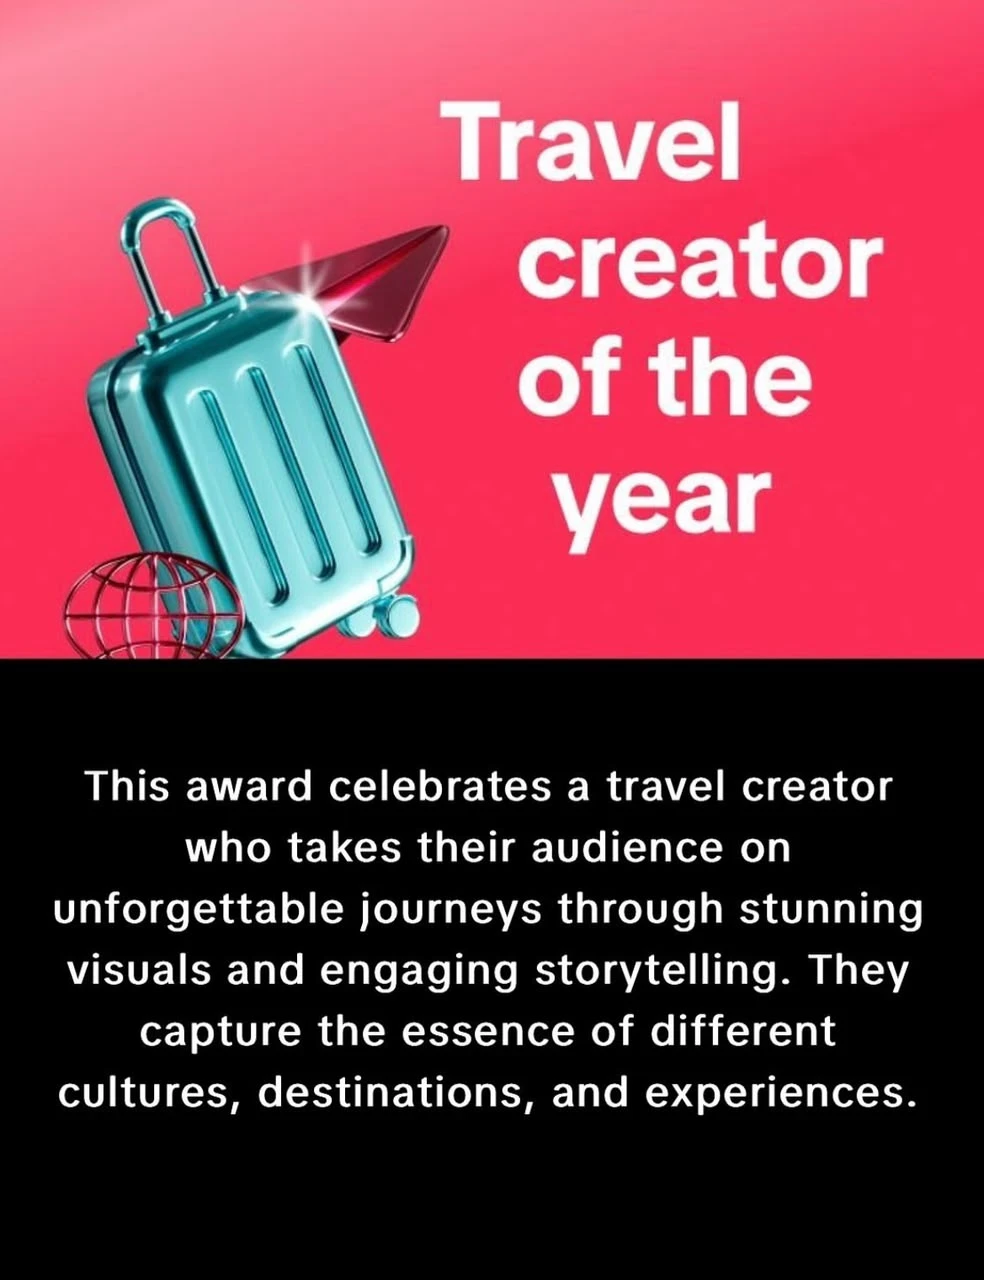 Travel
creator
of the
year
This award celebrates a travel creator
who takes their audience on
unforgettable journeys through stunning
visuals and engaging storytelling. They
capture the essence of different
cultures, destinations, and experiences.